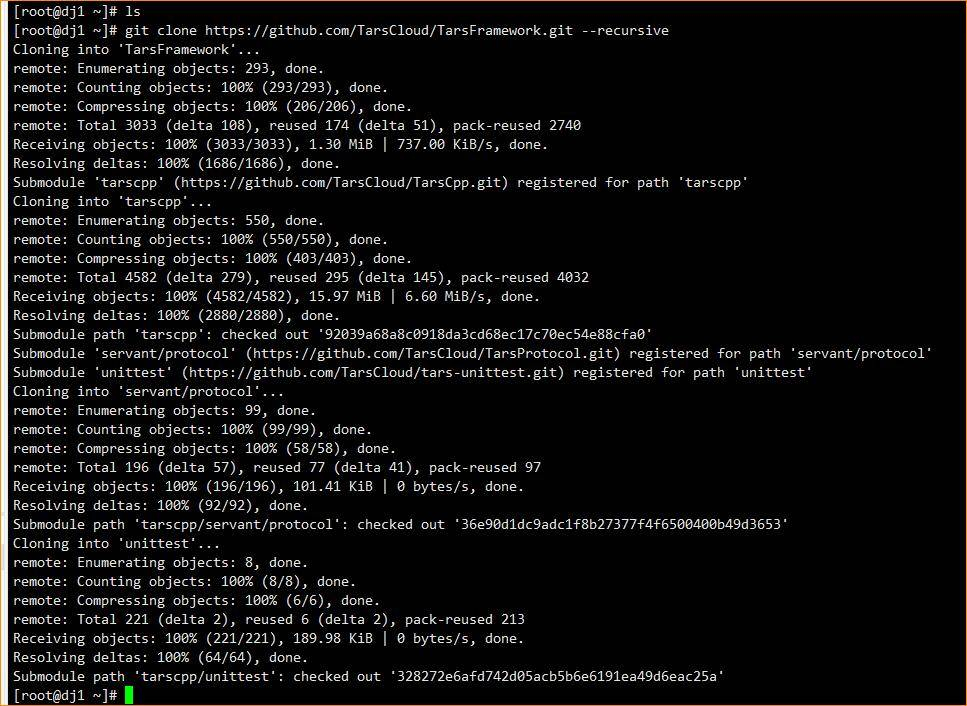 [root@dj1 ~]# ls
[root@dj1 ~]# git clone https://github.com/TarsCloud/TarsFramework.git --recursive
Cloning into 'TarsFramework'...
remote: Enumerating objects: 293, done.
remote: Counting objects: 100% (293/293), done.
remote: Compressing objects: 100% (206/206), done.
remote: Total 3033 (delta 108), reused 174 (delta 51), pack-reused 2740
Receiving objects: 100% (3033/3033), 1.30 MiB | 737.00 KiB/s, done.
Resolving deltas: 100% (1686/1686), done.
Submodule 'tarscpp' (https://github.com/TarsCloud/TarsCpp.git) registered for path 'tarscpp'
Cloning into 'tarscpp'...
remote: Enumerating objects: 550, done.
remote: Counting objects: 100% (550/550), done.
remote: Compressing objects: 100% (403/403), done.
remote: Total 4582 (delta 279), reused 295 (delta 145), pack-reused 4032
Receiving objects: 100% (4582/4582), 15.97 MiB | 6.60 MiB/s, done.
Resolving deltas: 100% (2880/2880), done.
Submodule path 'tarscpp': checked out '92039a68a8c0918da3cd68ec17c70ec54e88cfa0'
Submodule 'servant/protocol' (https://github.com/TarsCloud/TarsProtocol.git) registered for path 'servant/protocol'
Submodule 'unittest' (https://github.com/TarsCloud/tars-unittest.git) registered for path 'unittest'
Cloning into 'servant/protocol'...
remote: Enumerating objects: 99, done.
remote: Counting objects: 100% (99/99), done.
remote: Compressing objects: 100% (58/58), done.
remote: Total 196 (delta 57), reused 77 (delta 41), pack-reused 97
Receiving objects: 100% (196/196), 101.41 KiB | 0 bytes/s, done.
Resolving deltas: 100% (92/92), done.
Submodule path 'tarscpp/servant/protocol': checked out '36e90d1dc9adc1f8b27377f4f6500400b49d3653'
Cloning into 'unittest'...
remote: Enumerating objects: 8, done.
remote: Counting objects: 100% (8/8), done.
remote: Compressing objects: 100% (6/6), done.
remote: Total 221 (delta 2), reused 6 (delta 2), pack-reused 213
Receiving objects: 100% (221/221), 189.98 KiB | 0 bytes/s, done.
Resolving deltas: 100% (64/64), done.
Submodule path 'tarscpp/unittest': checked out '328272e6afd742d05acb5b6e6191ea49d6eac25a'
[root@dj1 ~]#